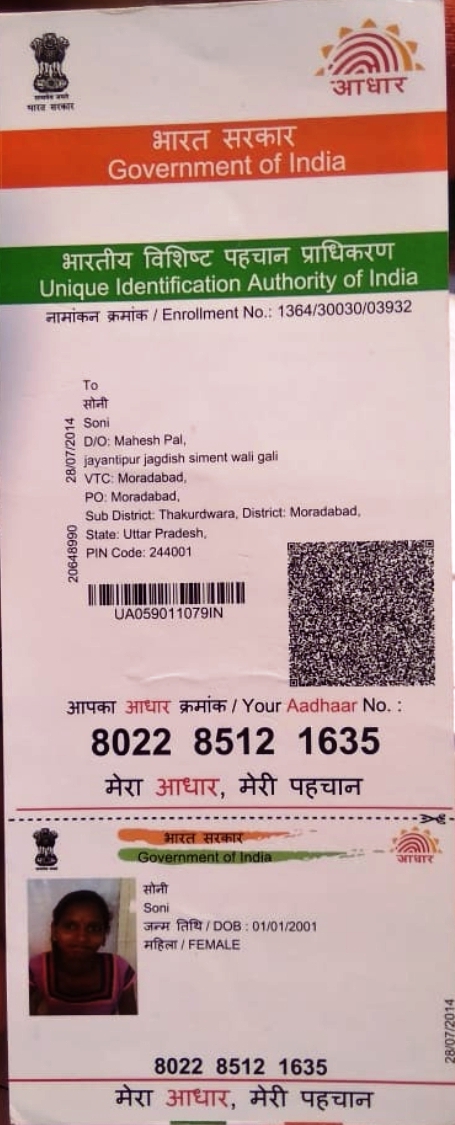 सत्यमेव जयते
भारत सरकार
आधार
भारत सरकार
Government of India
भारतीय विशिष्ट पहचान प्राधिकरण
Unique Identification Authority of India
नामांकन क्रमांक / Enrollment No.: 1364/30030/03932
To
सोनी
Soni
D/O: Mahesh Pal,
jayantipur jagdish siment wali gali
VTC: Moradabad,
PO: Moradabad,
Sub District: Thakurdwara, District: Moradabad,
State: Uttar Pradesh,
PIN Code: 244001
28/07/2014
20648990
UA059011079IN
आपका आधार क्रमांक / Your Aadhaar No. :
8022 8512 1635
मेरा आधार, मेरी पहचान
भारत सरकार
Government of India
आधार
सोनी
Soni
जन्म तिथि / DOB : 01/01/2001
महिला / FEMALE
28/07/2014
8022 8512 1635
मेरा आधार, मेरी पहचान